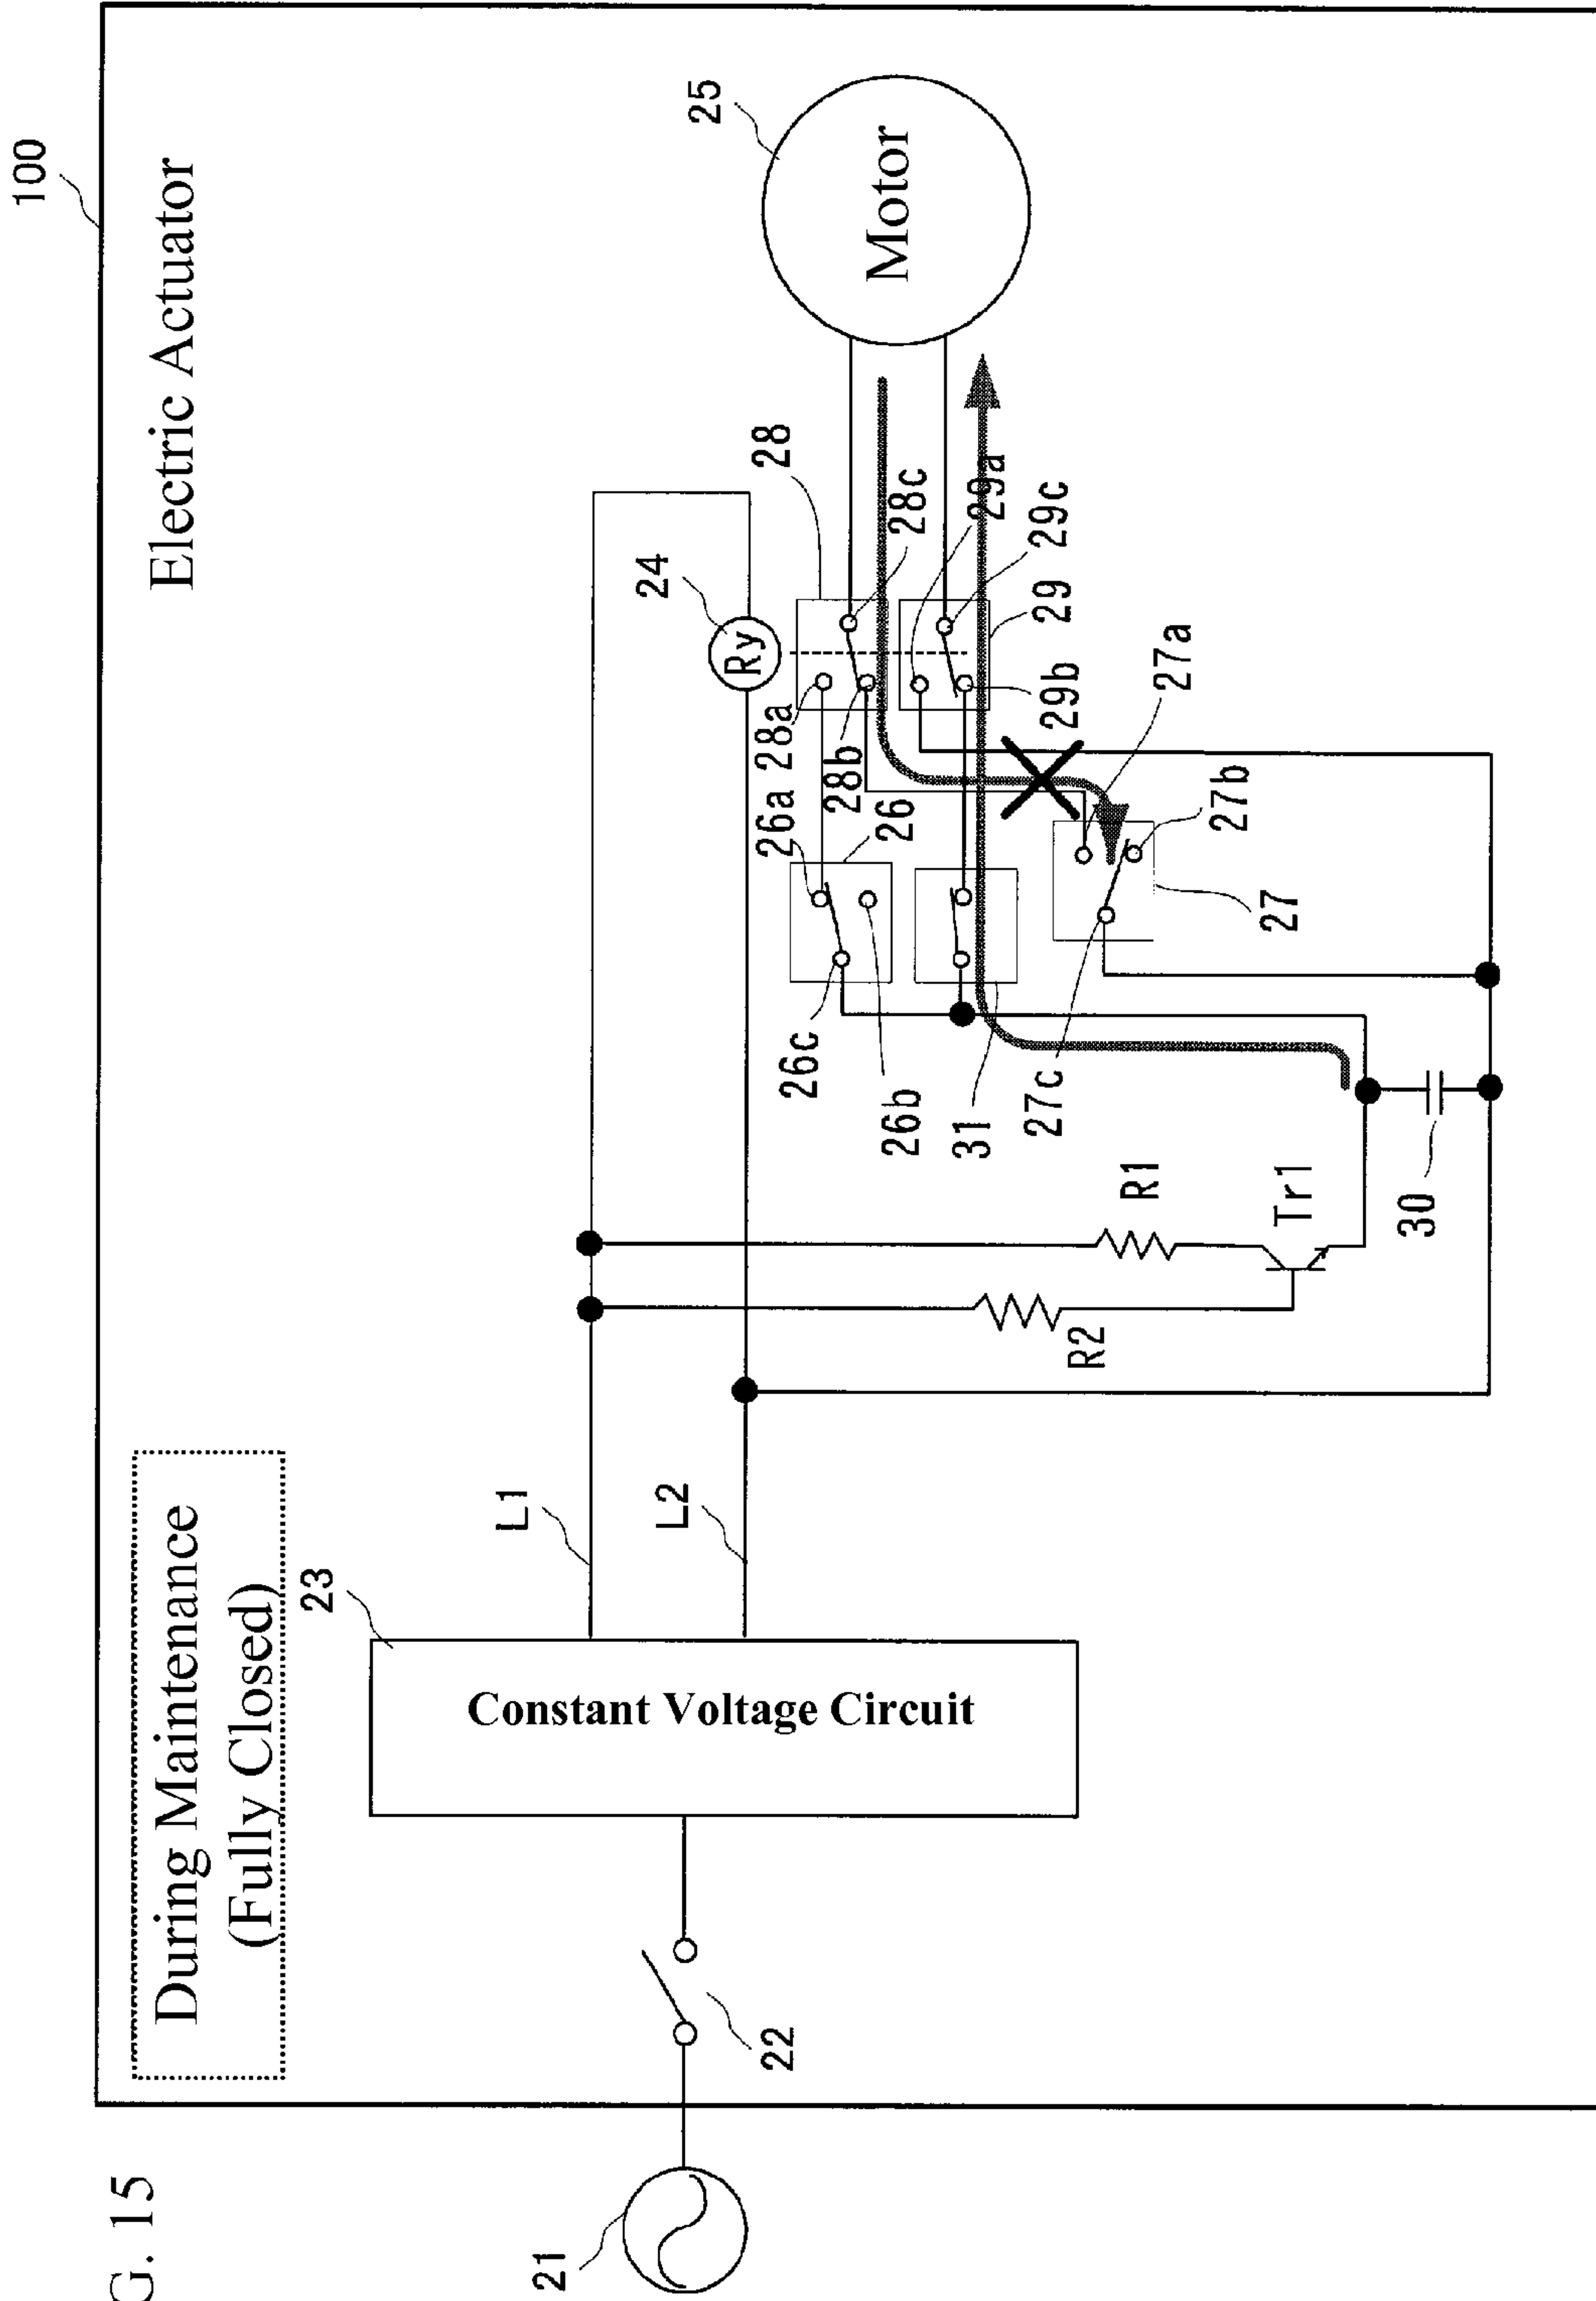 G. 15
100
Electric Actuator
During Maintenance
(Fully Closed)
21
22
23
Constant Voltage Circuit
L1
L2
R2
R1
Tr1
30
24
Ry
28
28a
28b
28c
26a
26
26c
26b
31
29a
29c
29
29b
27a
27b
27
27c
25
Motor